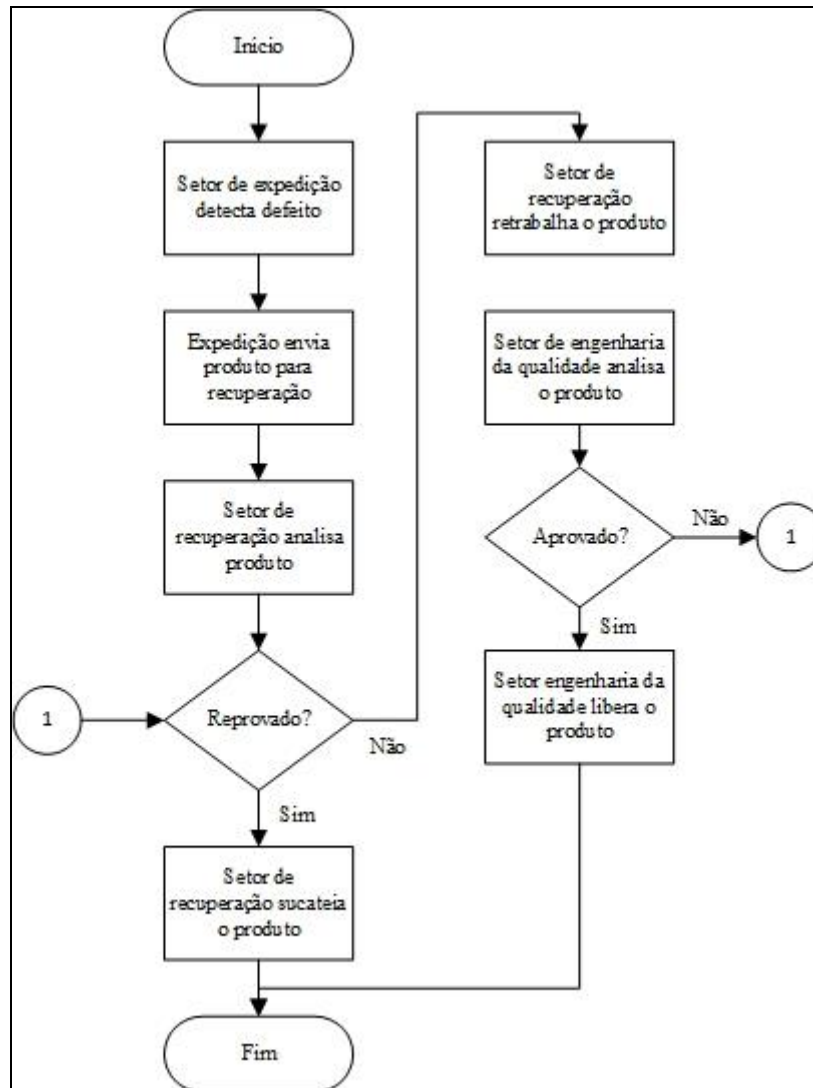 Início
Setor de expedição
detecta defeito
Expedição envia
produto para
recuperação
Setor de
recuperação analisa
produto
1
Reprovado?
Não
Sim
Setor de
recuperação sucateia
o produto
Fim
Setor de
recuperação
retrabalha o produto
Setor de engenharia
da qualidade analisa
o produto
Aprovado?
Não
1
Sim
Setor engenharia da
qualidade libera o
produto